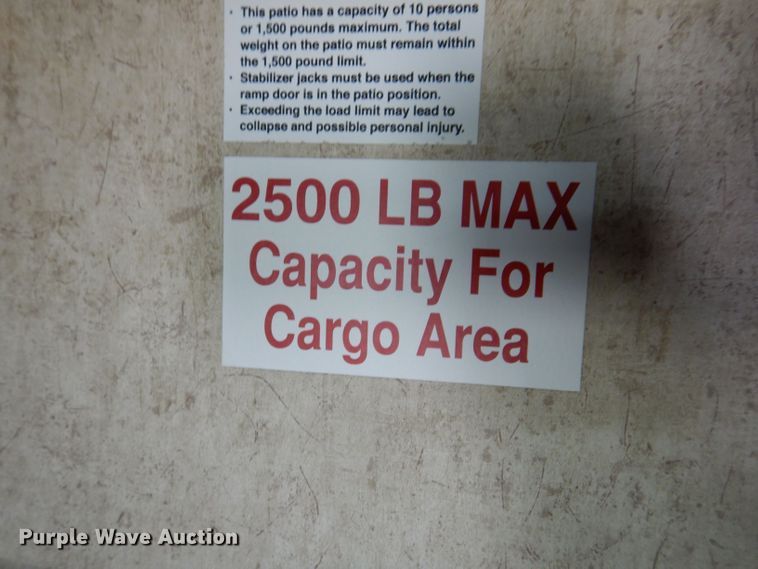 · This patio has a capacity of 10 persons
or 1,500 pounds maximum. The total
weight on the patio must remain within
the 1,500 pound limit.
· Stabilizer jacks must be used when the
ramp door is in the patio position.
· Exceeding the load limit may lead to
collapse and possible personal injury.
2500 LB MAX
Capacity For
Cargo Area
Purple Wave Auction